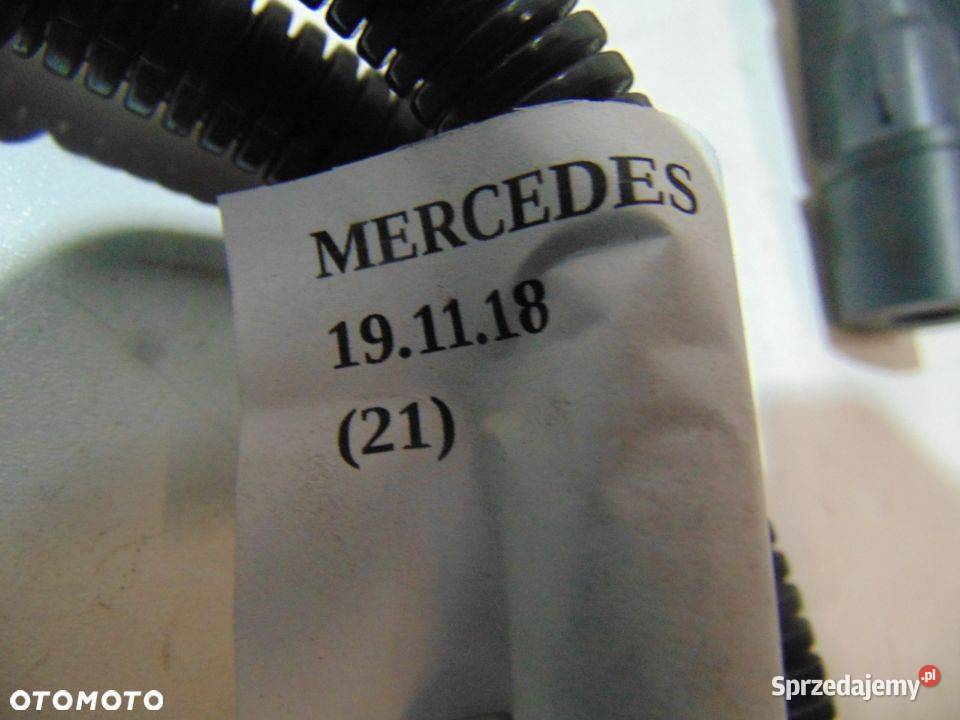 MERCEDES
19.11.18
(21)
OTOMOTO
Sprzedajemy.pl